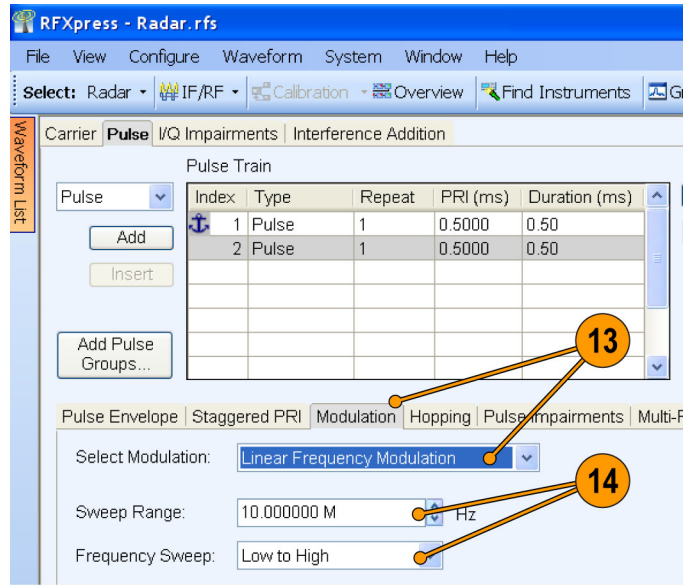 RFXpress - Radar.rfs
File View Configure Waveform System Window Help
Select: Radar IF/RF Calibration Overview Find Instruments
Waveform List
Carrier Pulse I/Q Impairments Interference Addition
Pulse Train
Pulse
Index Type Repeat PRI (ms) Duration (ms)
1 Pulse 1 0.5000 0.50
Add
2 Pulse 1 0.5000 0.50
Insert
Add Pulse
Groups...
13
Pulse Envelope Staggered PRI Modulation Hopping Pulse Impairments
Select Modulation: Linear Frequency Modulation
14
Sweep Range: 10.000000 M Hz
Frequency Sweep: Low to High